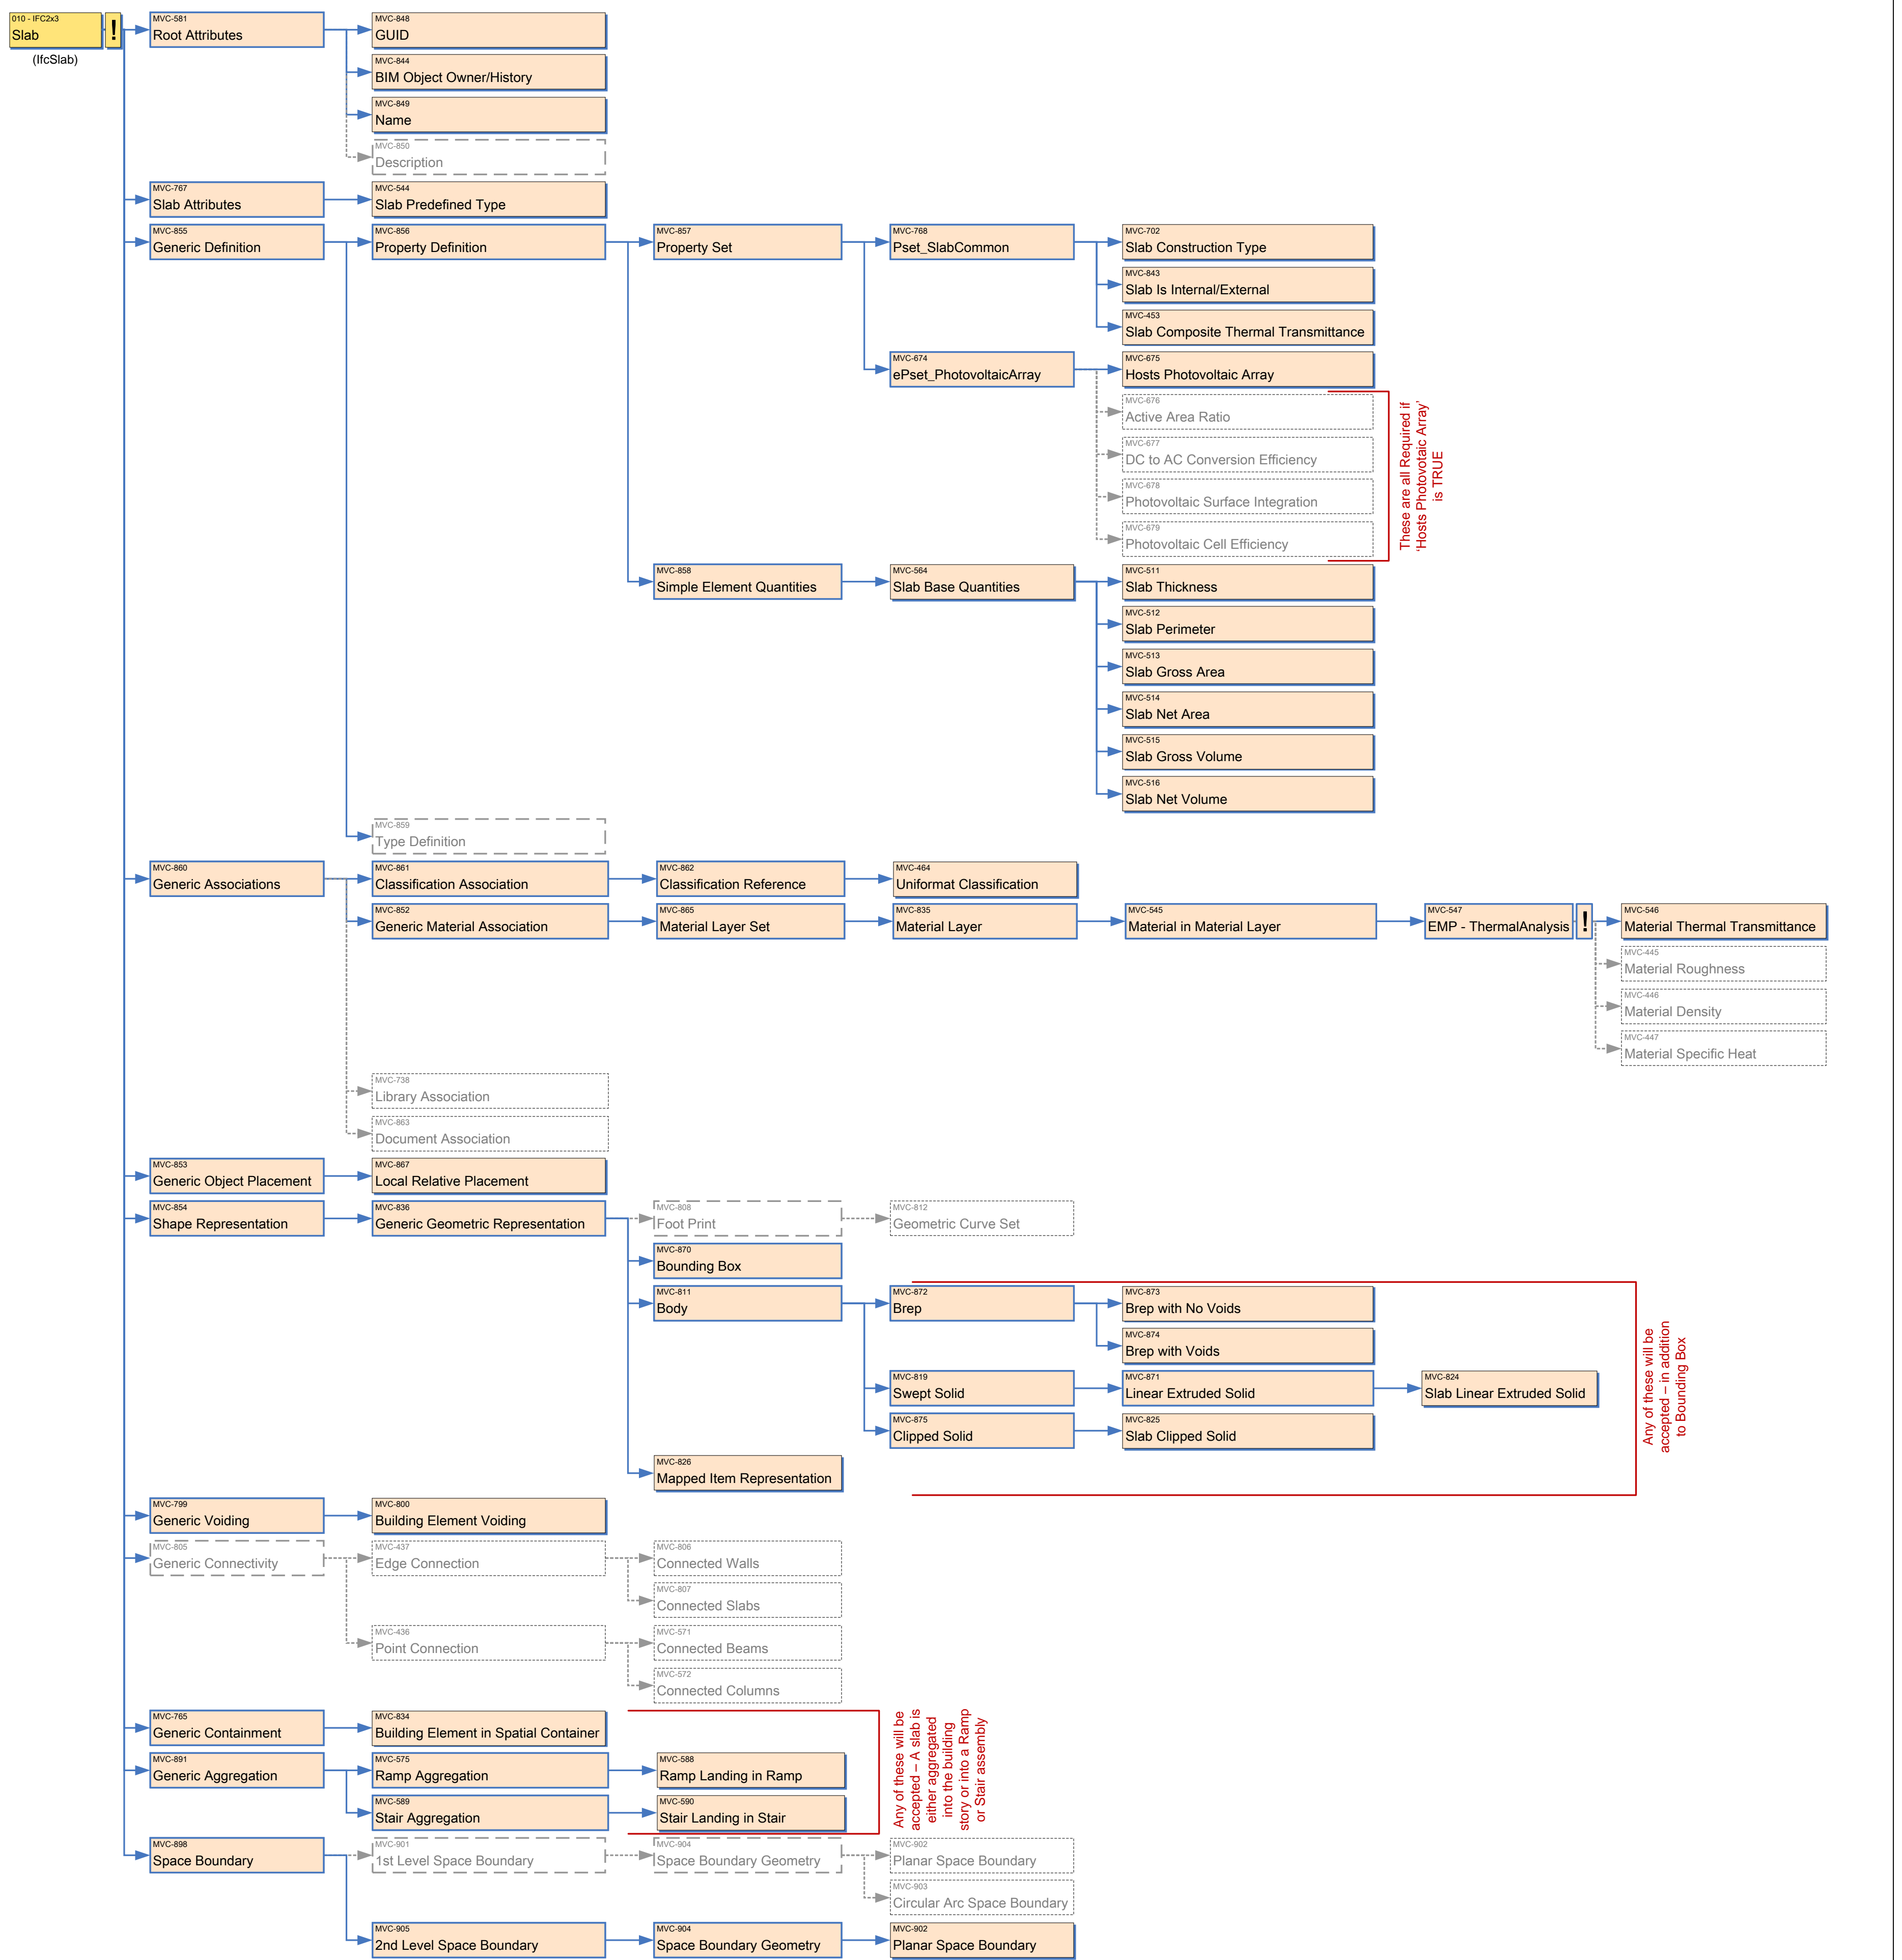 010 - IFC2x3
Slab
!
(IfcSlab)
MVC-581
Root Attributes
MVC-848
GUID
MVC-844
BIM Object Owner/History
MVC-849
Name
MVC-850
Description
MVC-767
Slab Attributes
MVC-544
Slab Predefined Type
MVC-855
Generic Definition
MVC-856
Property Definition
MVC-857
Property Set
MVC-768
Pset_SlabCommon
MVC-702
Slab Construction Type
MVC-843
Slab Is Internal/External
MVC-453
Slab Composite Thermal Transmittance
MVC-674
ePset_PhotovoltaicArray
MVC-675
Hosts Photovoltaic Array
MVC-676
Active Area Ratio
MVC-677
DC to AC Conversion Efficiency
MVC-678
Photovoltaic Surface Integration
MVC-679
Photovoltaic Cell Efficiency
These are all Required if
‘Hosts Photovotaic Array’
is TRUE
MVC-858
Simple Element Quantities
MVC-564
Slab Base Quantities
MVC-511
Slab Thickness
MVC-512
Slab Perimeter
MVC-513
Slab Gross Area
MVC-514
Slab Net Area
MVC-515
Slab Gross Volume
MVC-516
Slab Net Volume
MVC-859
Type Definition
MVC-860
Generic Associations
MVC-861
Classification Association
MVC-862
Classification Reference
MVC-464
Uniformat Classification
MVC-852
Generic Material Association
MVC-865
Material Layer Set
MVC-835
Material Layer
MVC-545
Material in Material Layer
MVC-547
EMP - ThermalAnalysis
!
MVC-546
Material Thermal Transmittance
MVC-445
Material Roughness
MVC-446
Material Density
MVC-447
Material Specific Heat
MVC-738
Library Association
MVC-863
Document Association
MVC-853
Generic Object Placement
MVC-867
Local Relative Placement
MVC-854
Shape Representation
MVC-836
Generic Geometric Representation
MVC-808
Foot Print
MVC-812
Geometric Curve Set
MVC-870
Bounding Box
MVC-811
Body
MVC-872
Brep
MVC-873
Brep with No Voids
MVC-874
Brep with Voids
MVC-819
Swept Solid
MVC-871
Linear Extruded Solid
MVC-824
Slab Linear Extruded Solid
MVC-875
Clipped Solid
MVC-825
Slab Clipped Solid
MVC-826
Mapped Item Representation
Any of these will be
accepted – in addition
to Bounding Box
MVC-799
Generic Voiding
MVC-800
Building Element Voiding
MVC-805
Generic Connectivity
MVC-437
Edge Connection
MVC-806
Connected Walls
MVC-807
Connected Slabs
MVC-436
Point Connection
MVC-571
Connected Beams
MVC-572
Connected Columns
MVC-765
Generic Containment
MVC-834
Building Element in Spatial Container
MVC-891
Generic Aggregation
MVC-575
Ramp Aggregation
MVC-588
Ramp Landing in Ramp
MVC-589
Stair Aggregation
MVC-590
Stair Landing in Stair
Any of these will be
accepted – A slab is
either aggregated
into the building
story or into a Ramp
or Stair assembly
MVC-898
Space Boundary
MVC-901
1st Level Space Boundary
MVC-904
Space Boundary Geometry
MVC-902
Planar Space Boundary
MVC-903
Circular Arc Space Boundary
MVC-905
2nd Level Space Boundary
MVC-904
Space Boundary Geometry
MVC-902
Planar Space Boundary